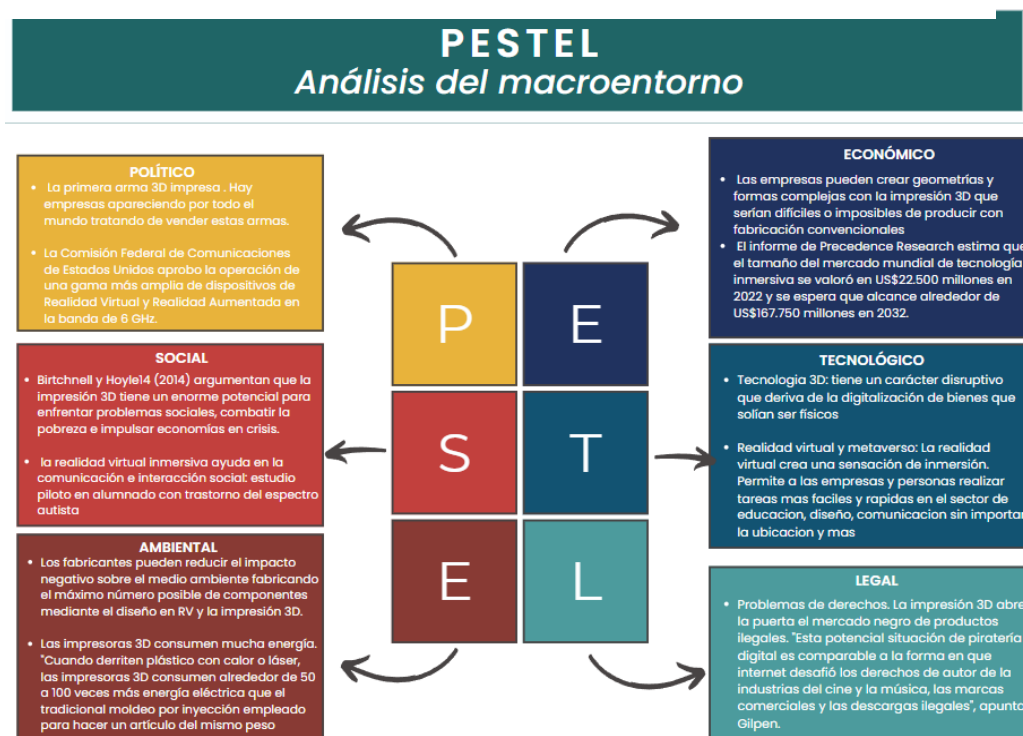 PESTEL
Análisis del macroentorno
POLÍTICO
• La primera arma 3D impresa . Hay
empresas apareciendo por todo el
mundo tratando de vender estas armas.
• La Comisión Federal de Comunicaciones
de Estados Unidos aprobo la operación de
una gama más amplia de dispositivos de
Realidad Virtual y Realidad Aumentada en
la banda de 6 GHz.
ECONÓMICO
• Las empresas pueden crear geometrías y
formas complejas con la impresión 3D que
serían difíciles o imposibles de producir con
fabricación convencionales
• El informe de Precedence Research estima que
el tamaño del mercado mundial de tecnología
inmersiva se valoró en US$22.500 millones en
2022 y se espera que alcance alrededor de
US$167.750 millones en 2032.
P
E
SOCIAL
• Birtchnell y Hoyle14 (2014) argumentan que la
impresión 3D tiene un enorme potencial para
enfrentar problemas sociales, combatir la
pobreza e impulsar economías en crisis.
• la realidad virtual inmersiva ayuda en la
comunicación e interacción social: estudio
piloto en alumnado con trastorno del espectro
autista
S
T
TECNOLÓGICO
• Tecnologia 3D: tiene un carácter disruptivo
que deriva de la digitalización de bienes que
solían ser físicos
• Realidad virtual y metaverso: La realidad
virtual crea una sensación de inmersión.
Permite a las empresas y personas realizar
tareas mas faciles y rapidas en el sector de
educacion, diseño, comunicacion sin importar
la ubicacion y mas
AMBIENTAL
• Los fabricantes pueden reducir el impacto
negativo sobre el medio ambiente fabricando
el máximo número posible de componentes
mediante el diseño en RV y la impresión 3D.
• Las impresoras 3D consumen mucha energía.
"Cuando derriten plástico con calor o láser,
las impresoras 3D consumen alrededor de 50
a 100 veces más energía eléctrica que el
tradicional moldeo por inyección empleado
para hacer un artículo del mismo peso
E
L
LEGAL
• Problemas de derechos. La impresión 3D abre
la puerta el mercado negro de productos
ilegales. "Esta potencial situación de piratería
digital es comparable a la forma en que
internet desafió los derechos de autor de la
industrias del cine y la música, las marcas
comerciales y las descargas ilegales", apunta
Gilpen.